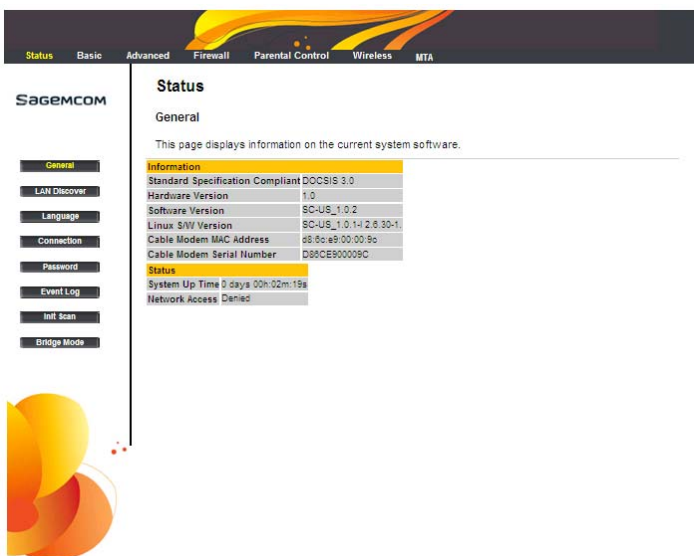 Status Basic Advanced Firewall Parental Control Wireless MTA
SAGEMCOM
Status
General
This page displays information on the current system software.
General
LAN Discover
Language
Connection
Password
Event Log
Init Scan
Bridge Mode
Information
Standard Specification Compliant DOCSIS 3.0
Hardware Version 1.0
Software Version SC-US_1.0.2
Linux S/W Version SC-US_1.0.1-l 2.6.30-1.
Cable Modem MAC Address d8:6c:e9:00:00:9c
Cable Modem Serial Number D86CE900009C
Status
System Up Time 0 days 00h:02m:19s
Network Access Denied